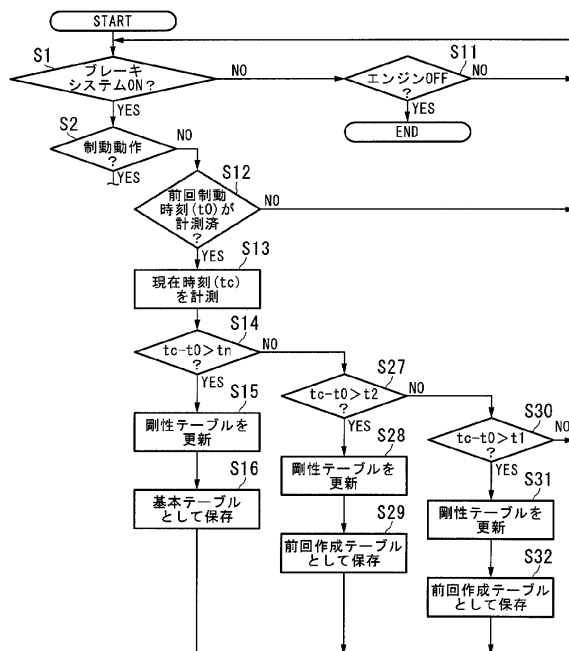 START
S1
ブレーキ
システムON?
NO
YES
S11
エンジンOFF
?
NO
YES
END
S2
制動動作
?
NO
YES
S12
前回制動
時刻(t0)が
計測済
?
NO
YES
S13
現在時刻(tc)
を計測
S14
tc-t0>tn
?
NO
YES
S15
剛性テーブルを
更新
S16
基本テーブル
として保存
S27
tc-t0>t2
?
NO
YES
S28
剛性テーブルを
更新
S29
前回作成テーブル
として保存
S30
tc-t0>t1
?
NO
YES
S31
剛性テーブルを
更新
S32
前回作成テーブル
として保存